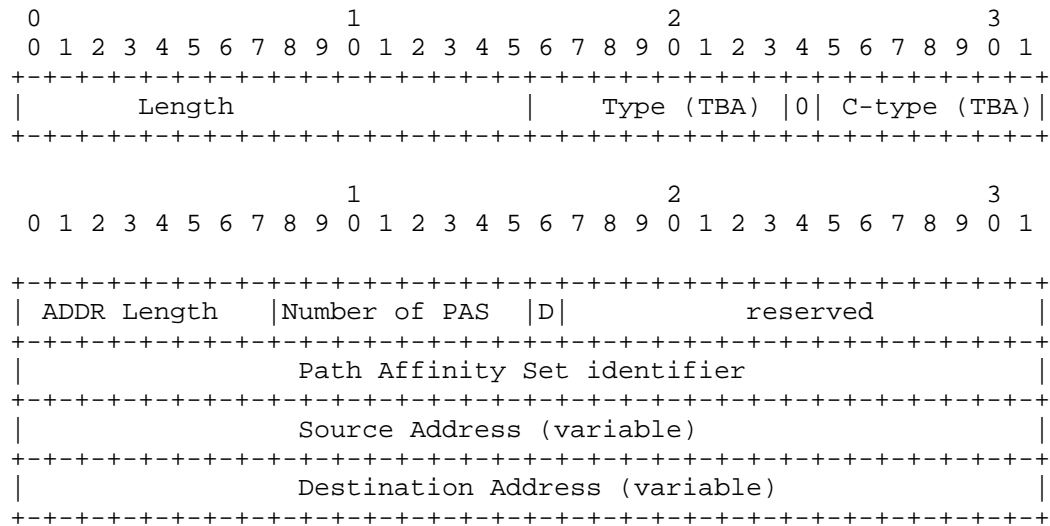 0                   1                   2                   3
 0 1 2 3 4 5 6 7 8 9 0 1 2 3 4 5 6 7 8 9 0 1 2 3 4 5 6 7 8 9 0 1
+-+-+-+-+-+-+-+-+-+-+-+-+-+-+-+-+-+-+-+-+-+-+-+-+-+-+-+-+-+-+-+-+
|       Length                  |    Type (TBA) |0| C-type (TBA)|
+-+-+-+-+-+-+-+-+-+-+-+-+-+-+-+-+-+-+-+-+-+-+-+-+-+-+-+-+-+-+-+-+
                     1                   2                   3
 0 1 2 3 4 5 6 7 8 9 0 1 2 3 4 5 6 7 8 9 0 1 2 3 4 5 6 7 8 9 0 1
+-+-+-+-+-+-+-+-+-+-+-+-+-+-+-+-+-+-+-+-+-+-+-+-+-+-+-+-+-+-+-+-+
| ADDR Length   |Number of PAS  |D|           reserved          |
+-+-+-+-+-+-+-+-+-+-+-+-+-+-+-+-+-+-+-+-+-+-+-+-+-+-+-+-+-+-+-+-+
|                 Path Affinity Set identifier                  |
+-+-+-+-+-+-+-+-+-+-+-+-+-+-+-+-+-+-+-+-+-+-+-+-+-+-+-+-+-+-+-+-+
|                 Source Address (variable)                     |
+-+-+-+-+-+-+-+-+-+-+-+-+-+-+-+-+-+-+-+-+-+-+-+-+-+-+-+-+-+-+-+-+
|                 Destination Address (variable)                |
+-+-+-+-+-+-+-+-+-+-+-+-+-+-+-+-+-+-+-+-+-+-+-+-+-+-+-+-+-+-+-+-+